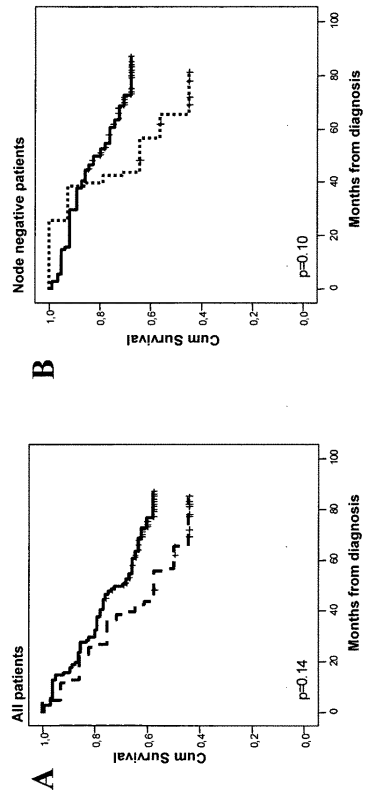 A
All patients
Cum Survival
1,0
0,8
0,6
0,4
0,2
0,0
p=0.14
0
20
40
60
80
100
Months from diagnosis
B
Node negative patients
Cum Survival
1,0
0,8
0,6
0,4
0,2
0,0
p=0.10
0
20
40
60
80
100
Months from diagnosis